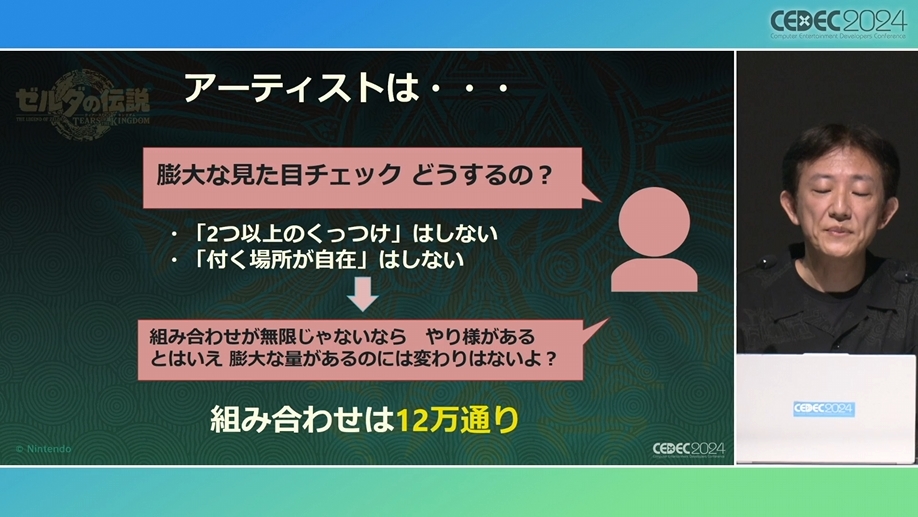 CEDEC2024
Computer Entertainment Developers Conference
ゼルダの伝説
THE LEGEND OF
TEARS OF THE KINGDOM
アーティストは・・・
膨大な見た目チェック どうするの？
・「2つ以上のくっつけ」はしない
・「付く場所が自在」はしない
組み合わせが無限じゃないなら　やり様がある
とはいえ 膨大な量があるのには変わりはないよ？
組み合わせは12万通り
© Nintendo
CEDEC2024
CEDEC2024